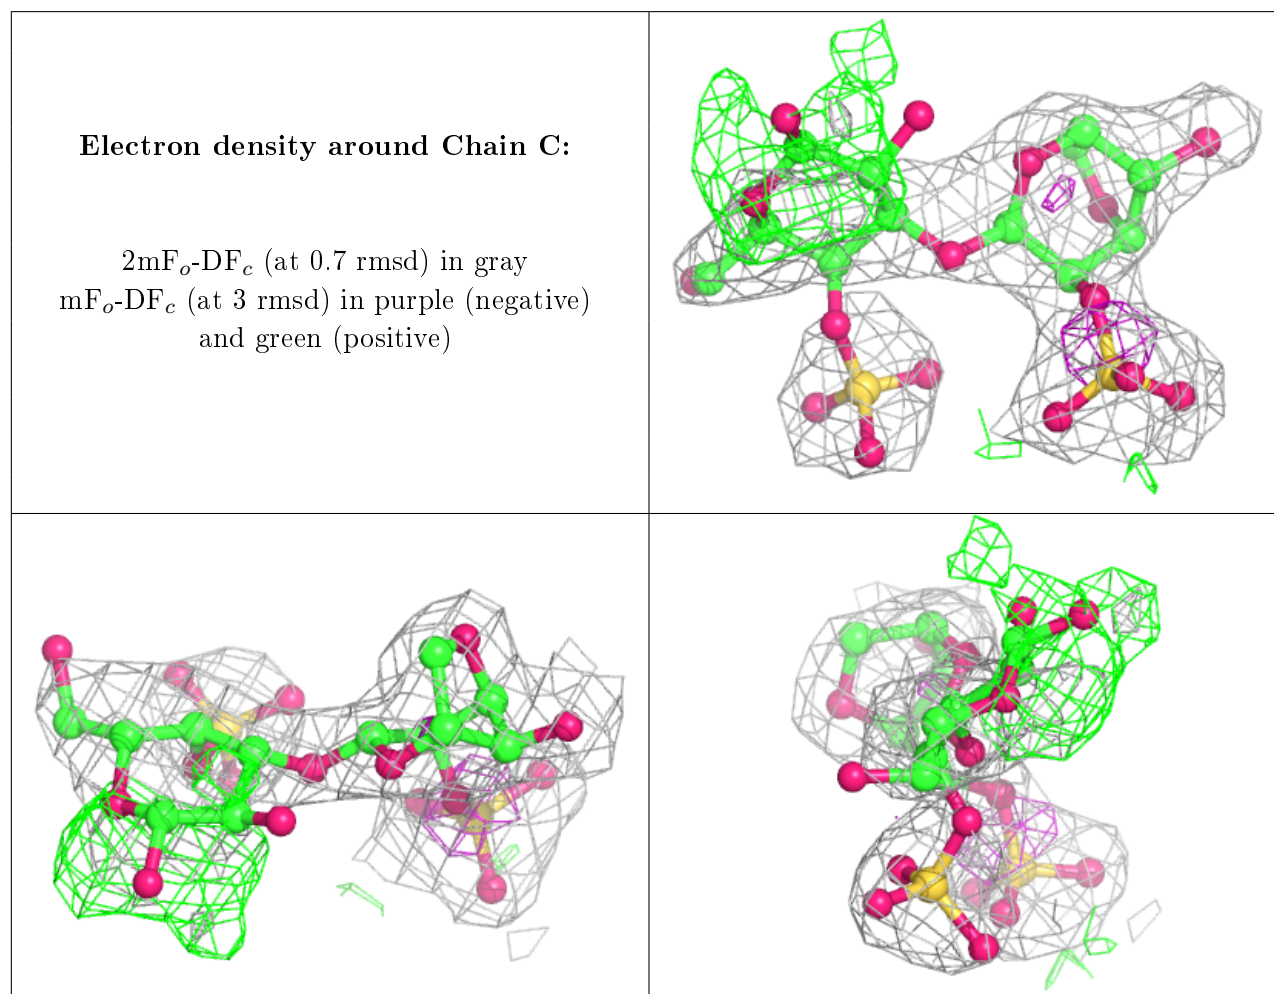 Electron density around Chain C:
2mFₒ-DF𝒸 (at 0.7 rmsd) in gray
mFₒ-DF𝒸 (at 3 rmsd) in purple (negative)
and green (positive)